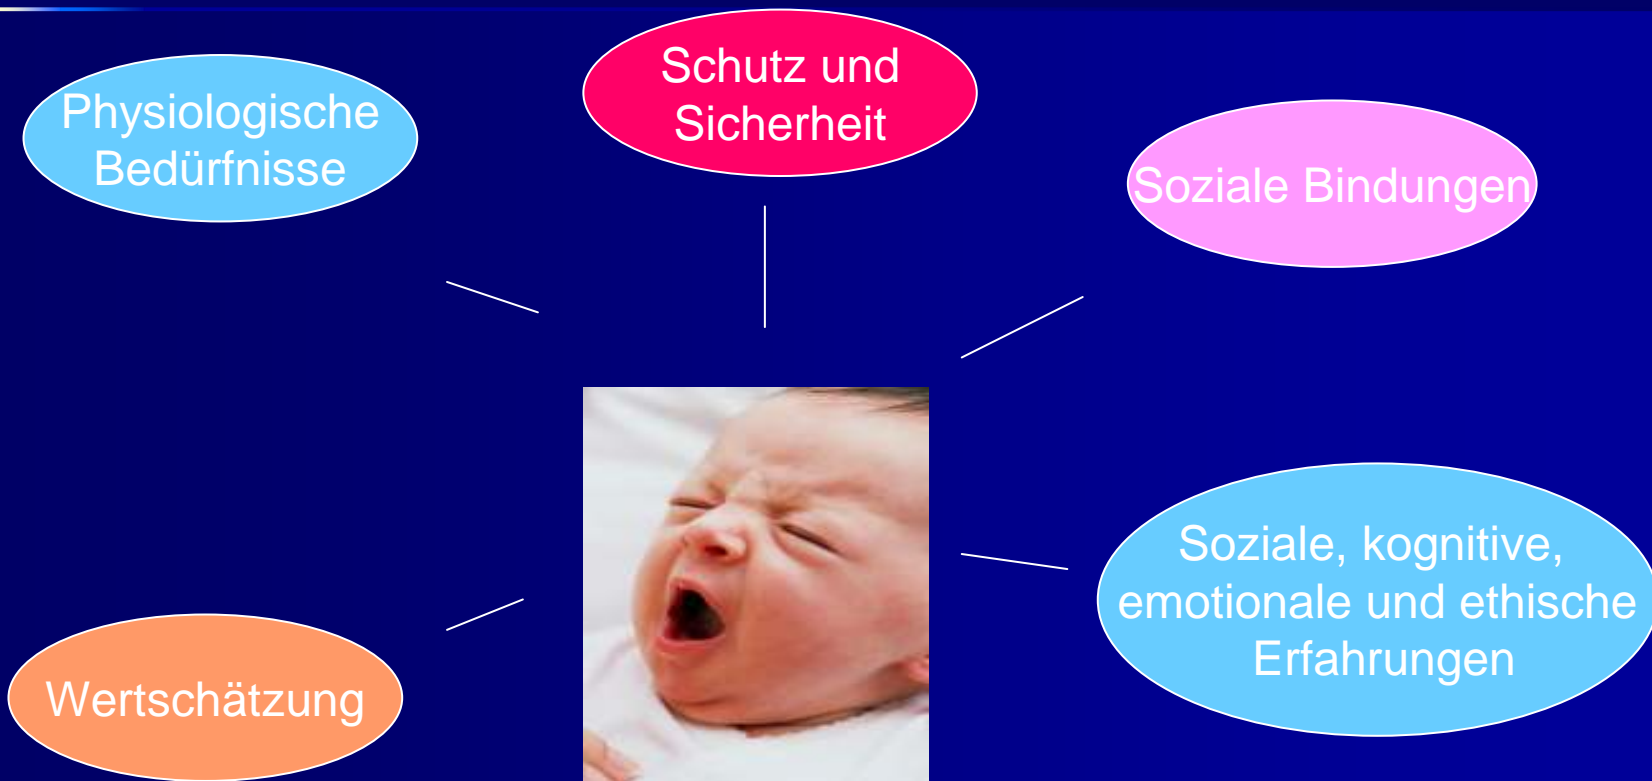 Physiologische
Bedürfnisse
Schutz und
Sicherheit
Soziale Bindungen
Soziale, kognitive,
emotionale und ethische
Erfahrungen
Wertschätzung